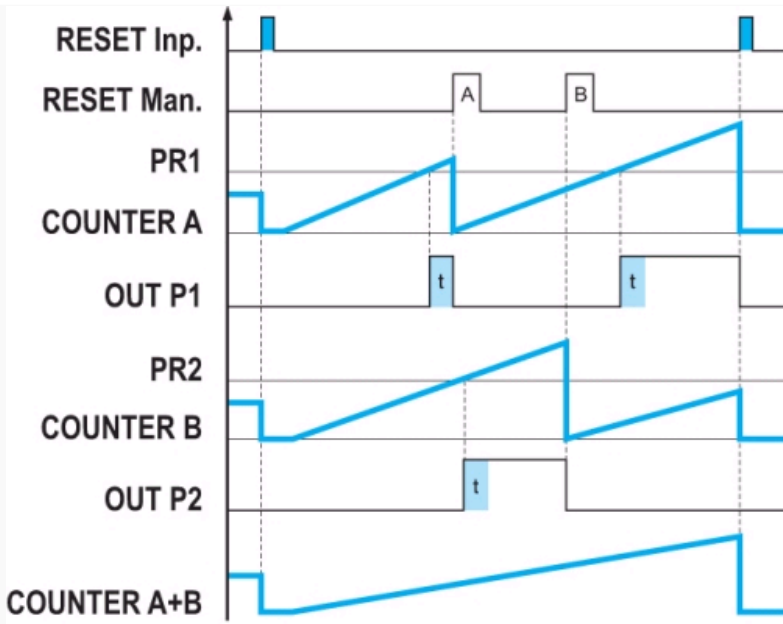 RESET Inp.
RESET Man.
A
B
PR1
COUNTER A
OUT P1
t
t
PR2
COUNTER B
OUT P2
t
COUNTER A+B